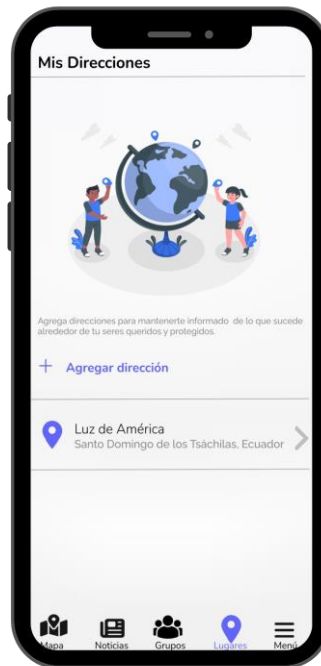 Mis Direcciones
Agrega direcciones para mantenerte informado de lo que sucede
alrededor de tu seres queridos y protegidos.
+ Agregar dirección
Luz de América
Santo Domingo de los Tsáchilas, Ecuador
Mapa Noticias Grupos Lugares Menú